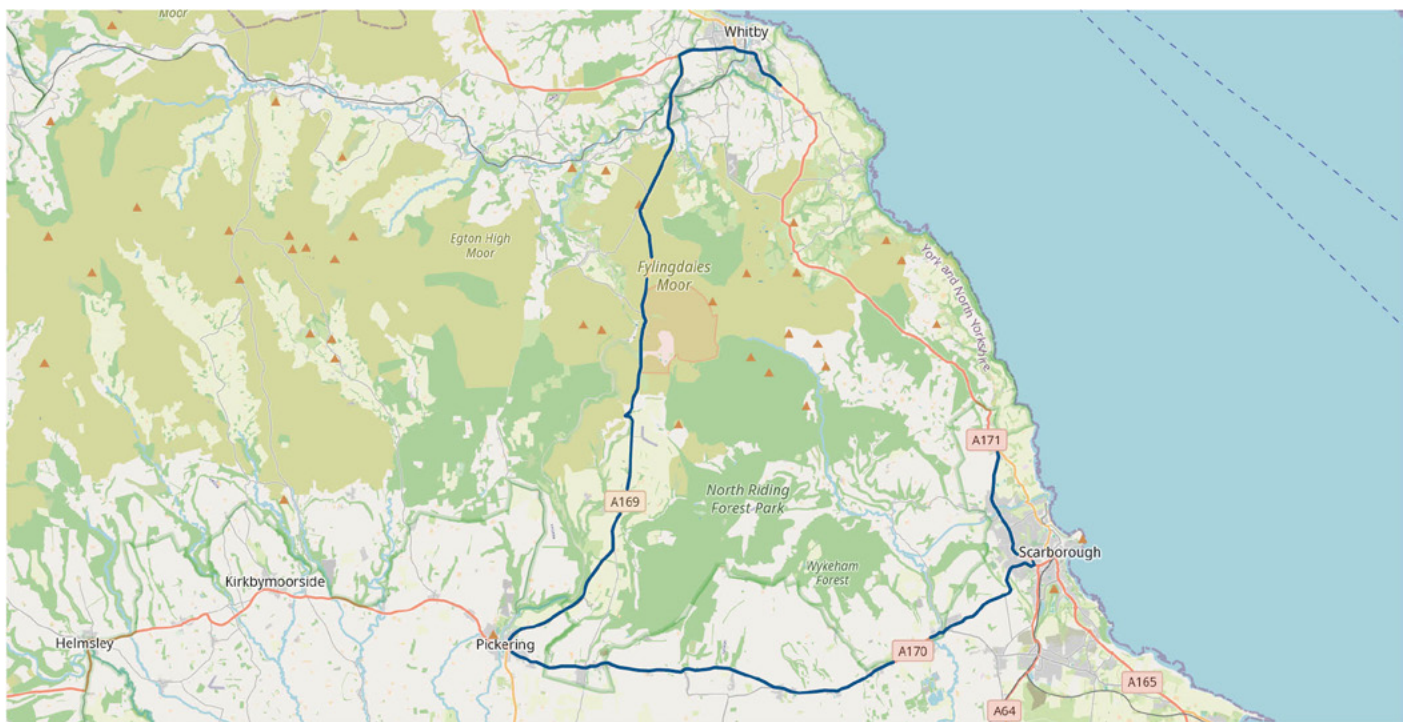 Moor
Whitby
Egton High
Moor
Fylingdales
Moor
York and North Yorkshire
A171
A169
North Riding
Forest Park
Scarborough
Wykeham
Forest
Kirkbymoorside
Helmsley
Pickering
A170
A165
A64